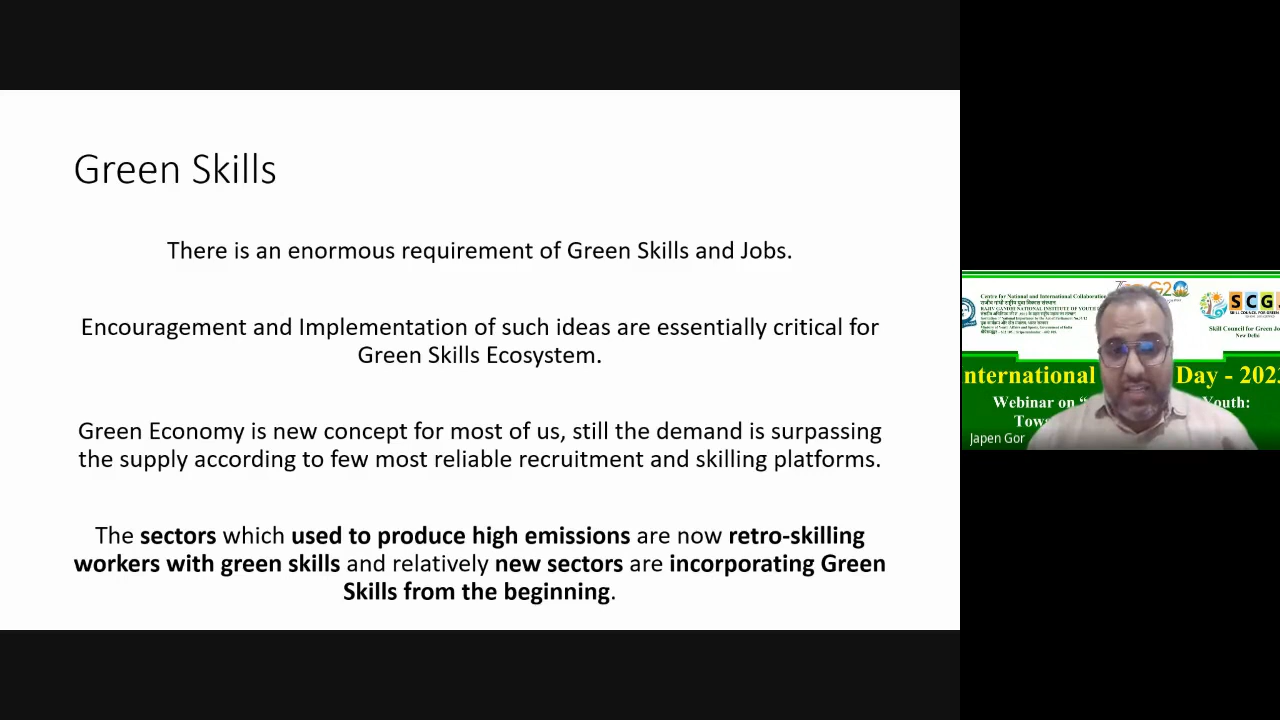 Green Skills
There is an enormous requirement of Green Skills and Jobs.
Encouragement and Implementation of such ideas are essentially critical for
Green Skills Ecosystem.
Green Economy is new concept for most of us, still the demand is surpassing
the supply according to few most reliable recruitment and skilling platforms.
The sectors which used to produce high emissions are now retro-skilling
workers with green skills and relatively new sectors are incorporating Green
Skills from the beginning.
Centre for National and International Collaboration
राजीव गांधी राष्ट्रीय युवा विकास संस्थान
RAJIV GANDHI NATIONAL INSTITUTE OF YOUTH
G2
SCGJ
Skill Council for Green Jo
New Delhi
nternational Day - 202
Webinar on “ Youth:
Tow
Japen Gor